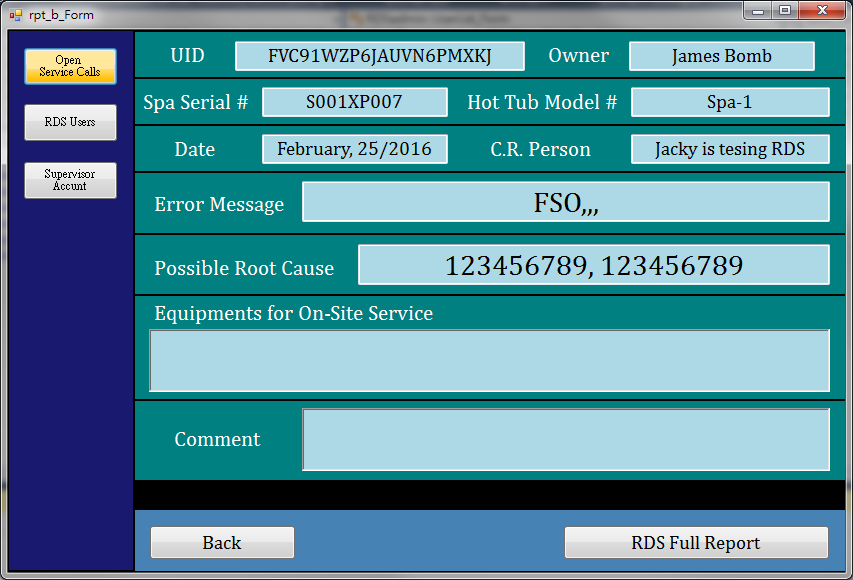 rpt_b_Form
Open
Service Calls
RDS Users
Supervisor
Accunt
UID FVC91WZP6JAUVN6PMXKJ Owner James Bomb
Spa Serial # S001XP007 Hot Tub Model # Spa-1
Date February, 25/2016 C.R. Person Jacky is tesing RDS
Error Message FSO,,,
Possible Root Cause 123456789, 123456789
Equipments for On-Site Service
Comment
Back RDS Full Report